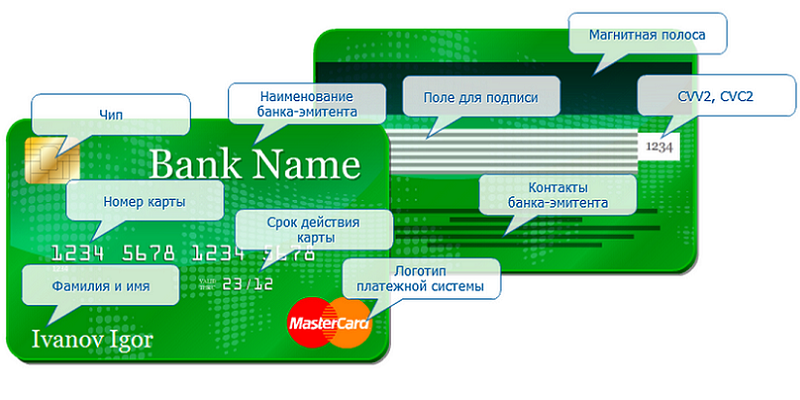 Магнитная полоса
Наименование
банка-эмитента
Поле для подписи
CVV2, CVC2
Чип
1234
Bank Name
Контакты
банка-эмитента
Номер карты
Срок действия
карты
1234 5678 1234 5678
Логотип
платежной системы
Фамилия и имя
23/12
MasterCard
Ivanov Igor